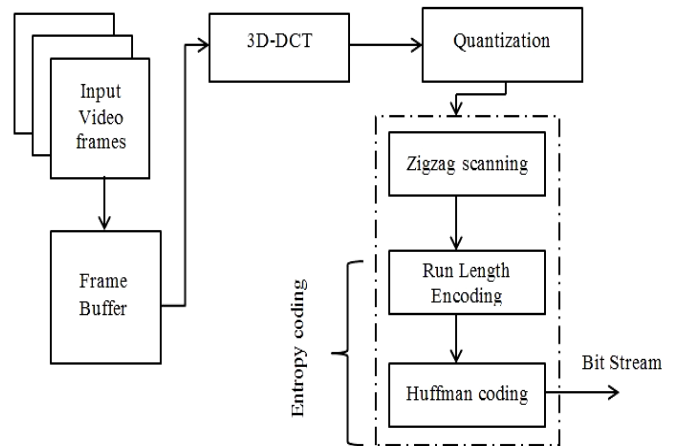 Input
Video
frames
3D-DCT
Quantization
Zigzag scanning
Frame
Buffer
Run Length
Encoding
Entropy coding
Huffman coding
Bit Stream